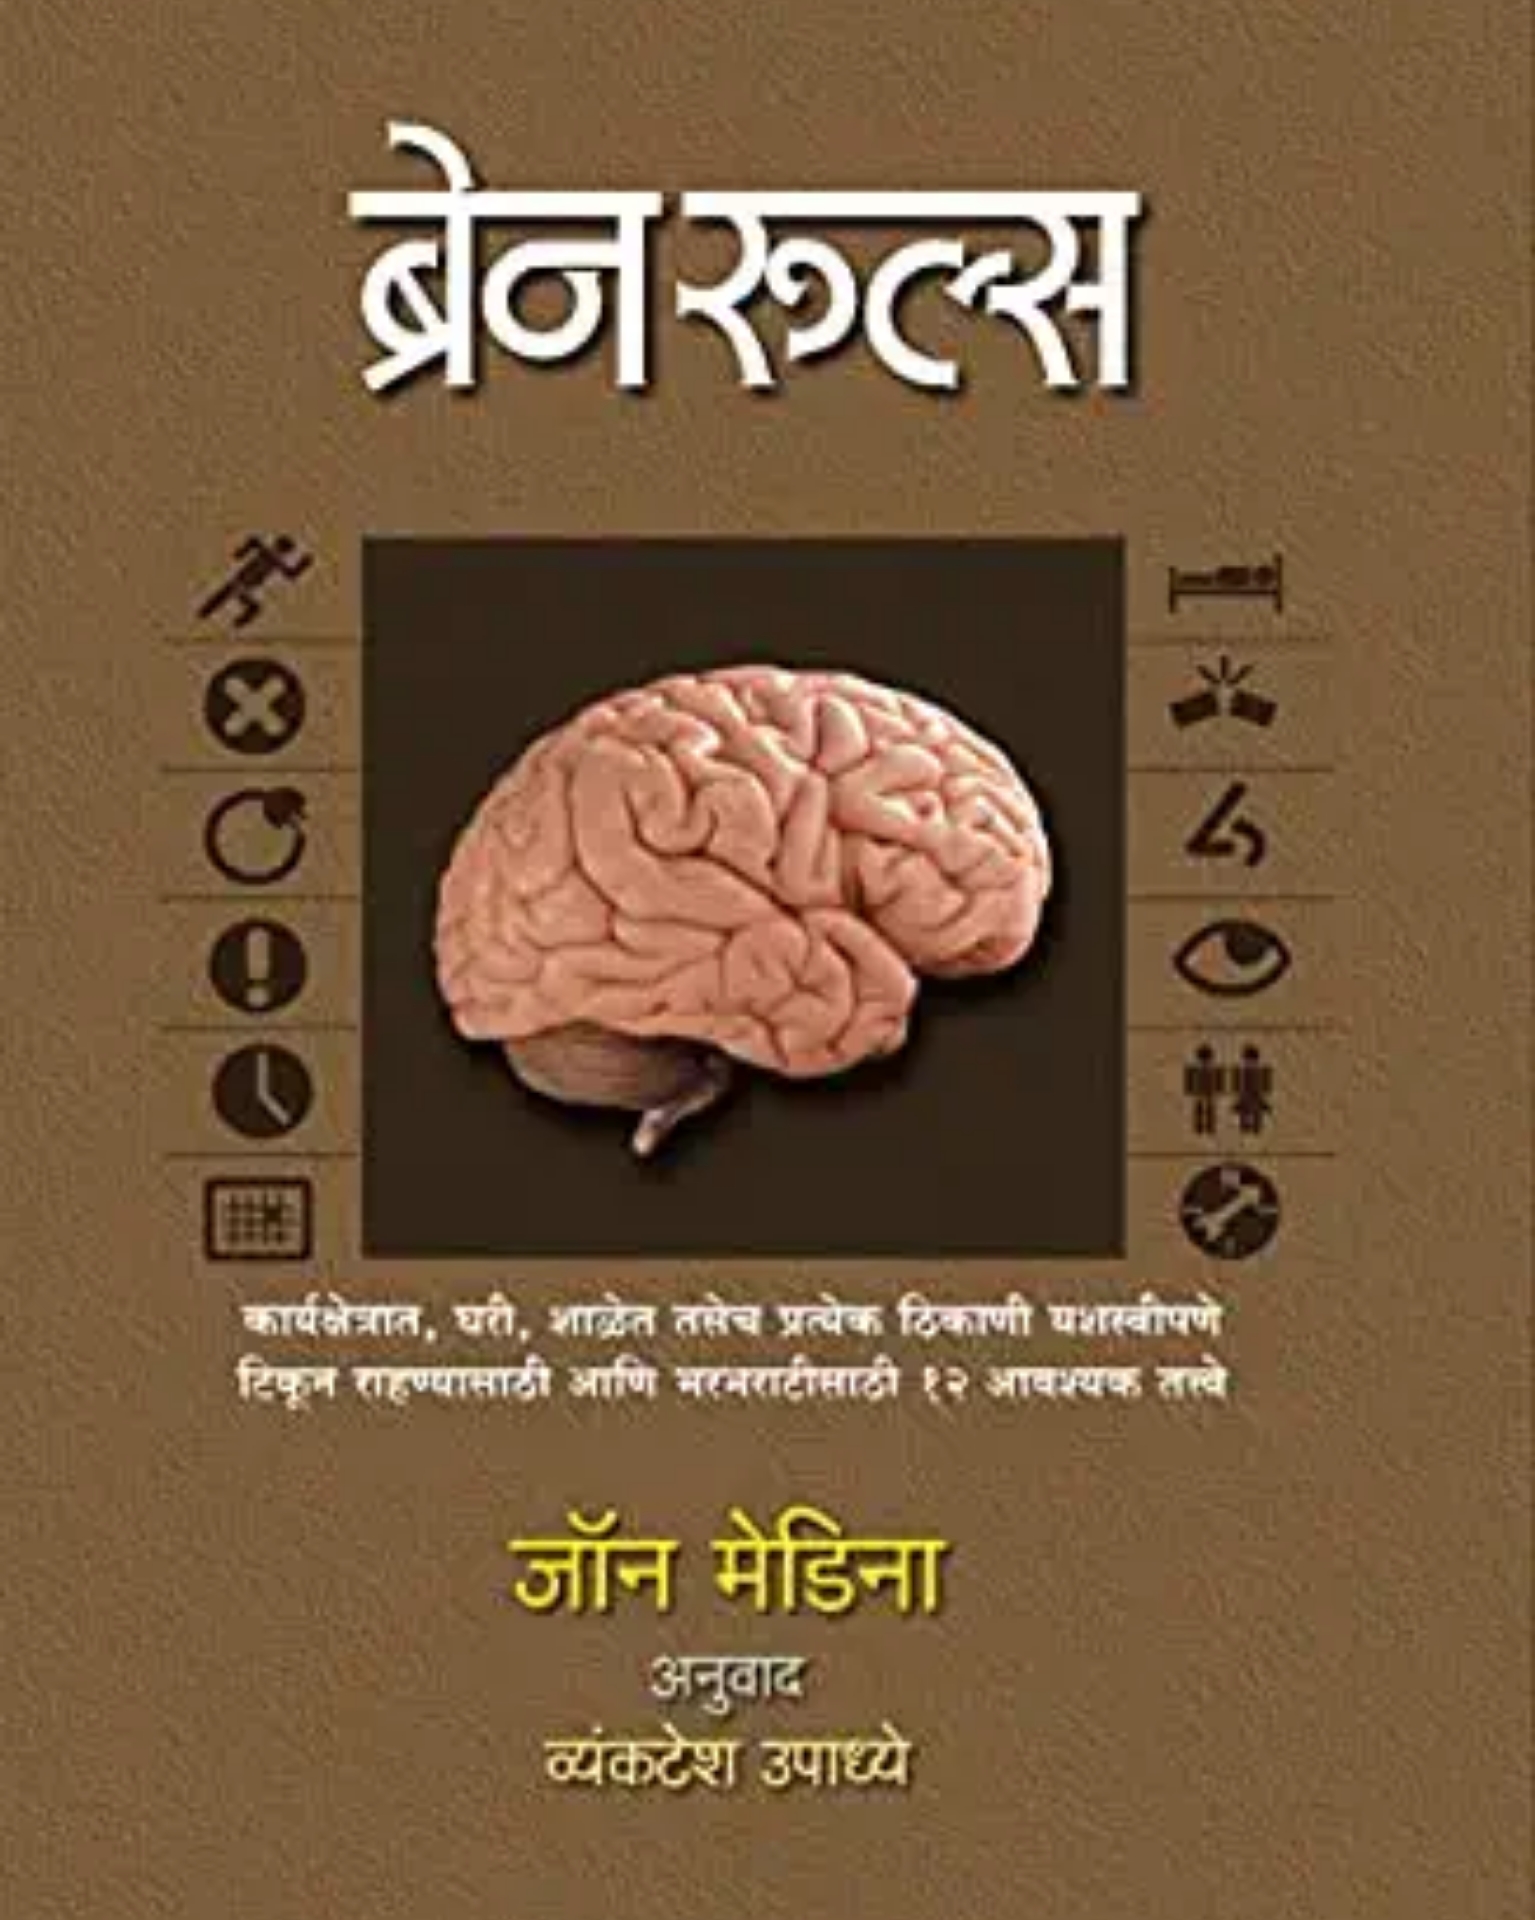 ब्रेन रूल्स
कार्यक्षेत्रात, घरी, शाळेत तसेच प्रत्येक ठिकाणी यशस्वीपणे
टिकून राहण्यासाठी आणि भरभराटीसाठी १२ आवश्यक तत्त्वे
जॉन मेडिना
अनुवाद
व्यंकटेश उपाध्ये